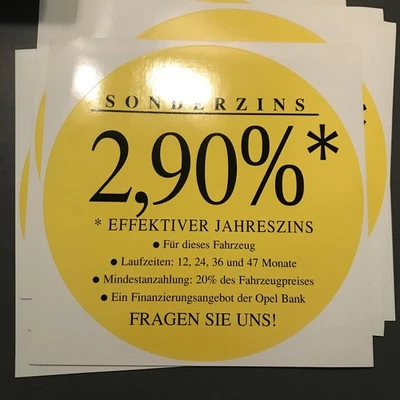 SONDERZINS
2,90%*
* EFFEKTIVER JAHRESZINS
● Für dieses Fahrzeug
● Laufzeiten: 12, 24, 36 und 47 Monate
● Mindestanzahlung: 20% des Fahrzeugpreises
● Ein Finanzierungsangebot der Opel Bank
FRAGEN SIE UNS!